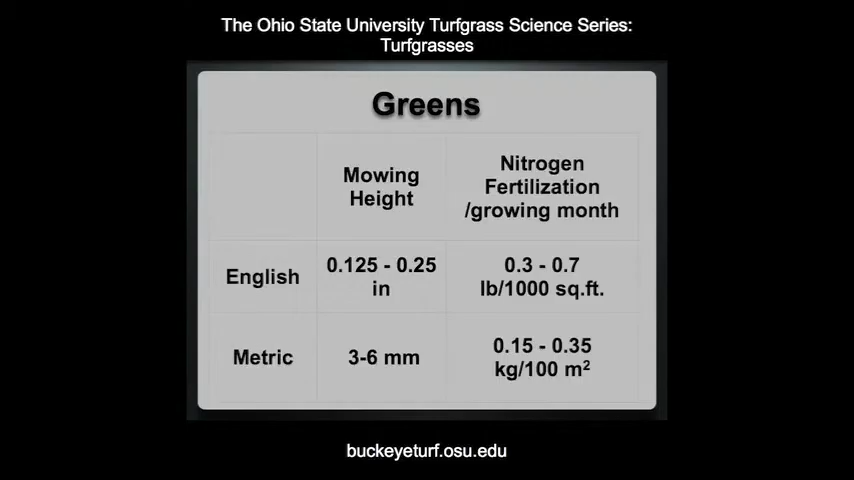 The Ohio State University Turfgrass Science Series:
Turfgrasses
Greens
Mowing
Height
Nitrogen
Fertilization
/growing month
English
0.125 - 0.25
in
0.3 - 0.7
lb/1000 sq.ft.
Metric
3-6 mm
0.15 - 0.35
kg/100 m²
buckeyeturf.osu.edu